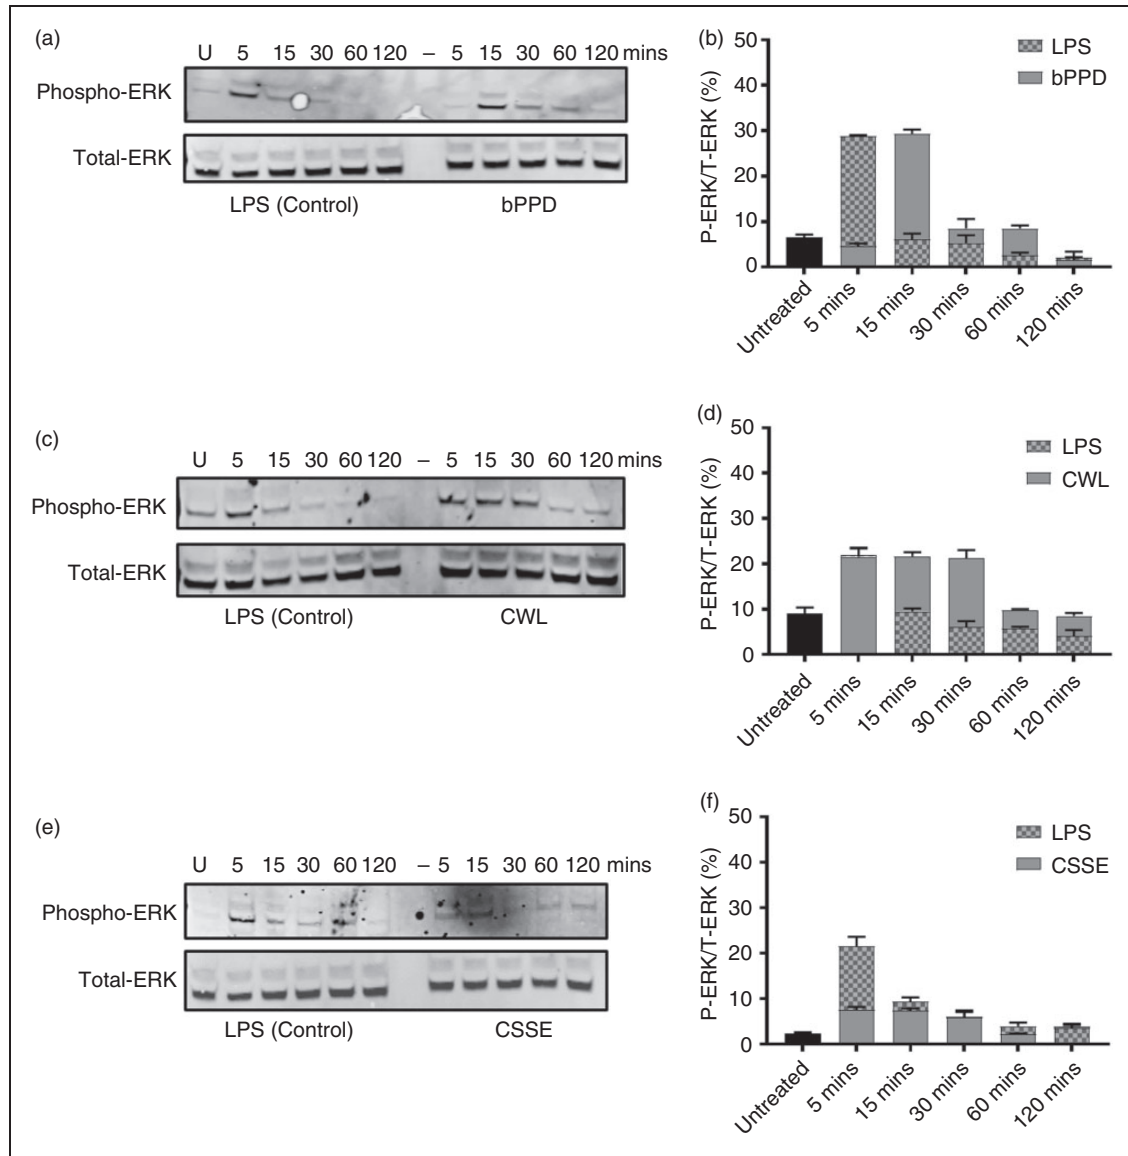 (a)
U 5 15 30 60 120 – 5 15 30 60 120 mins
Phospho-ERK
Total-ERK
LPS (Control) bPPD
(b)
50
40
30
20
10
0
P-ERK/T-ERK (%)
LPS
bPPD
Untreated
5 mins
15 mins
30 mins
60 mins
120 mins
(c)
U 5 15 30 60 120 – 5 15 30 60 120 mins
Phospho-ERK
Total-ERK
LPS (Control) CWL
(d)
50
40
30
20
10
0
P-ERK/T-ERK (%)
LPS
CWL
Untreated
5 mins
15 mins
30 mins
60 mins
120 mins
(e)
U 5 15 30 60 120 – 5 15 30 60 120 mins
Phospho-ERK
Total-ERK
LPS (Control) CSSE
(f)
50
40
30
20
10
0
P-ERK/T-ERK (%)
LPS
CSSE
Untreated
5 mins
15 mins
30 mins
60 mins
120 mins